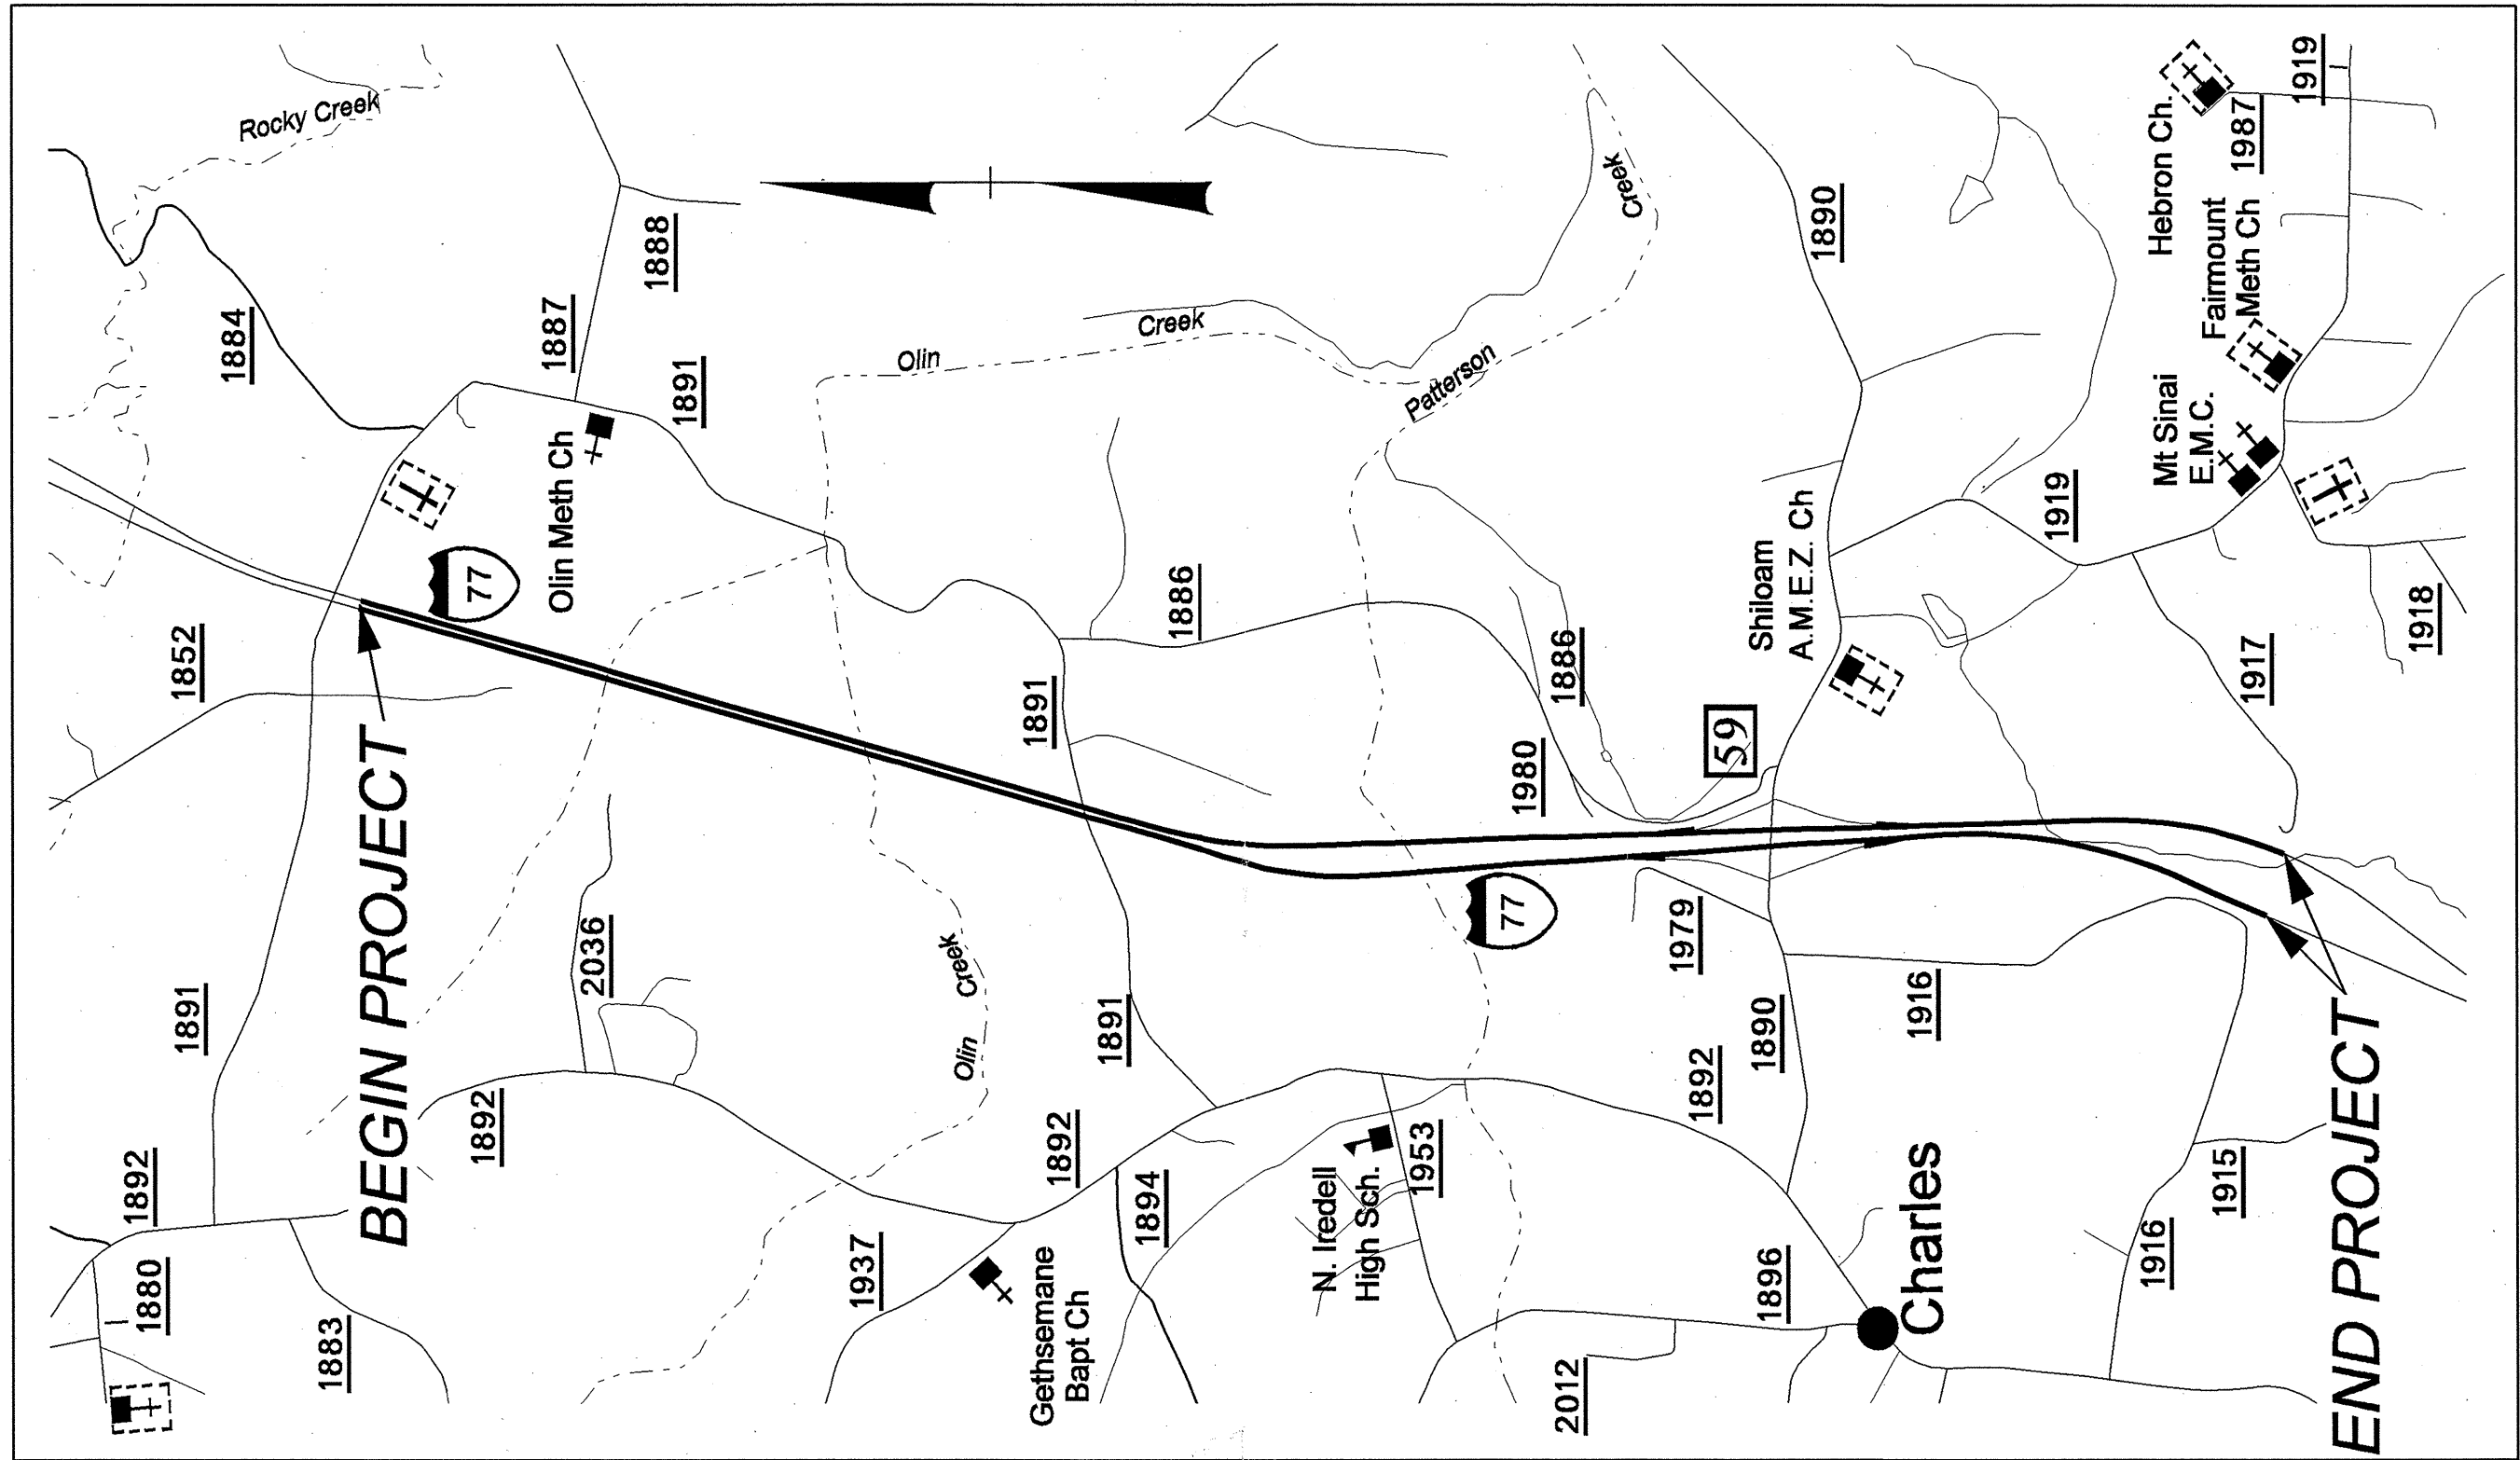 Rocky Creek
1884
1887
1888
1891
Olin Meth Ch
77
1852
BEGIN PROJECT
1891
2036
1892
1892
1880
1883
Olin
Creek
Olin
Creek
Patterson
Creek
1886
1891
1886
1980
59
77
1979
1891
1892
1937
Gethsemane
Bapt Ch
1894
N. Iredell
High Sch.
1953
1892
1890
1896
2012
Charles
1916
1916
1915
1890
Shiloam
A.M.E.Z. Ch
1919
1917
1918
Mt Sinai
E.M.C.
Fairmount
Meth Ch
Hebron Ch.
1987
1919
END PROJECT